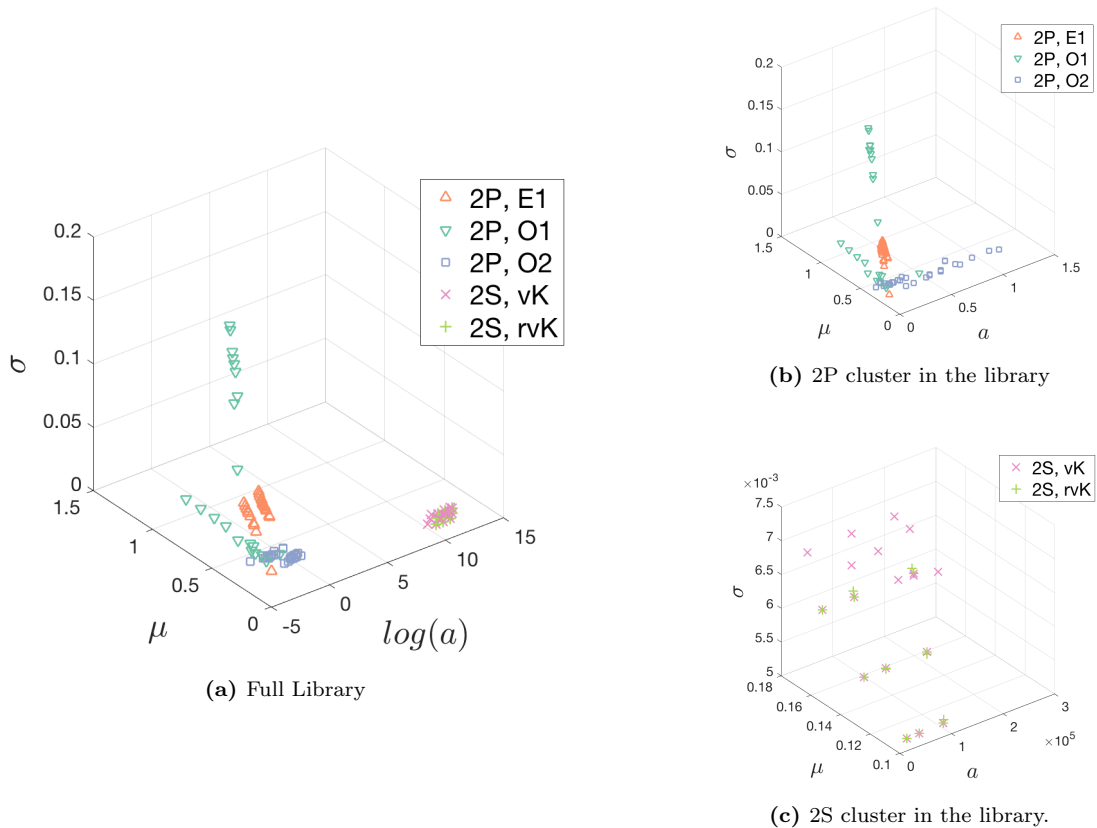 0.2
0.15
0.1
0.05
0
σ
1.5
1
0.5
0
μ
-5
0
5
10
15
log(a)
2P, E1
2P, O1
2P, O2
2S, vK
2S, rvK
(a) Full Library
0.2
0.15
0.1
0.05
0
σ
1.5
1
0.5
0
μ
0
0.5
1
1.5
a
2P, E1
2P, O1
2P, O2
(b) 2P cluster in the library
×10⁻³
7.5
7
6.5
6
5.5
5
σ
0.18
0.16
0.14
0.12
0.1
μ
0
1
2
3
×10⁵
a
2S, vK
2S, rvK
(c) 2S cluster in the library.